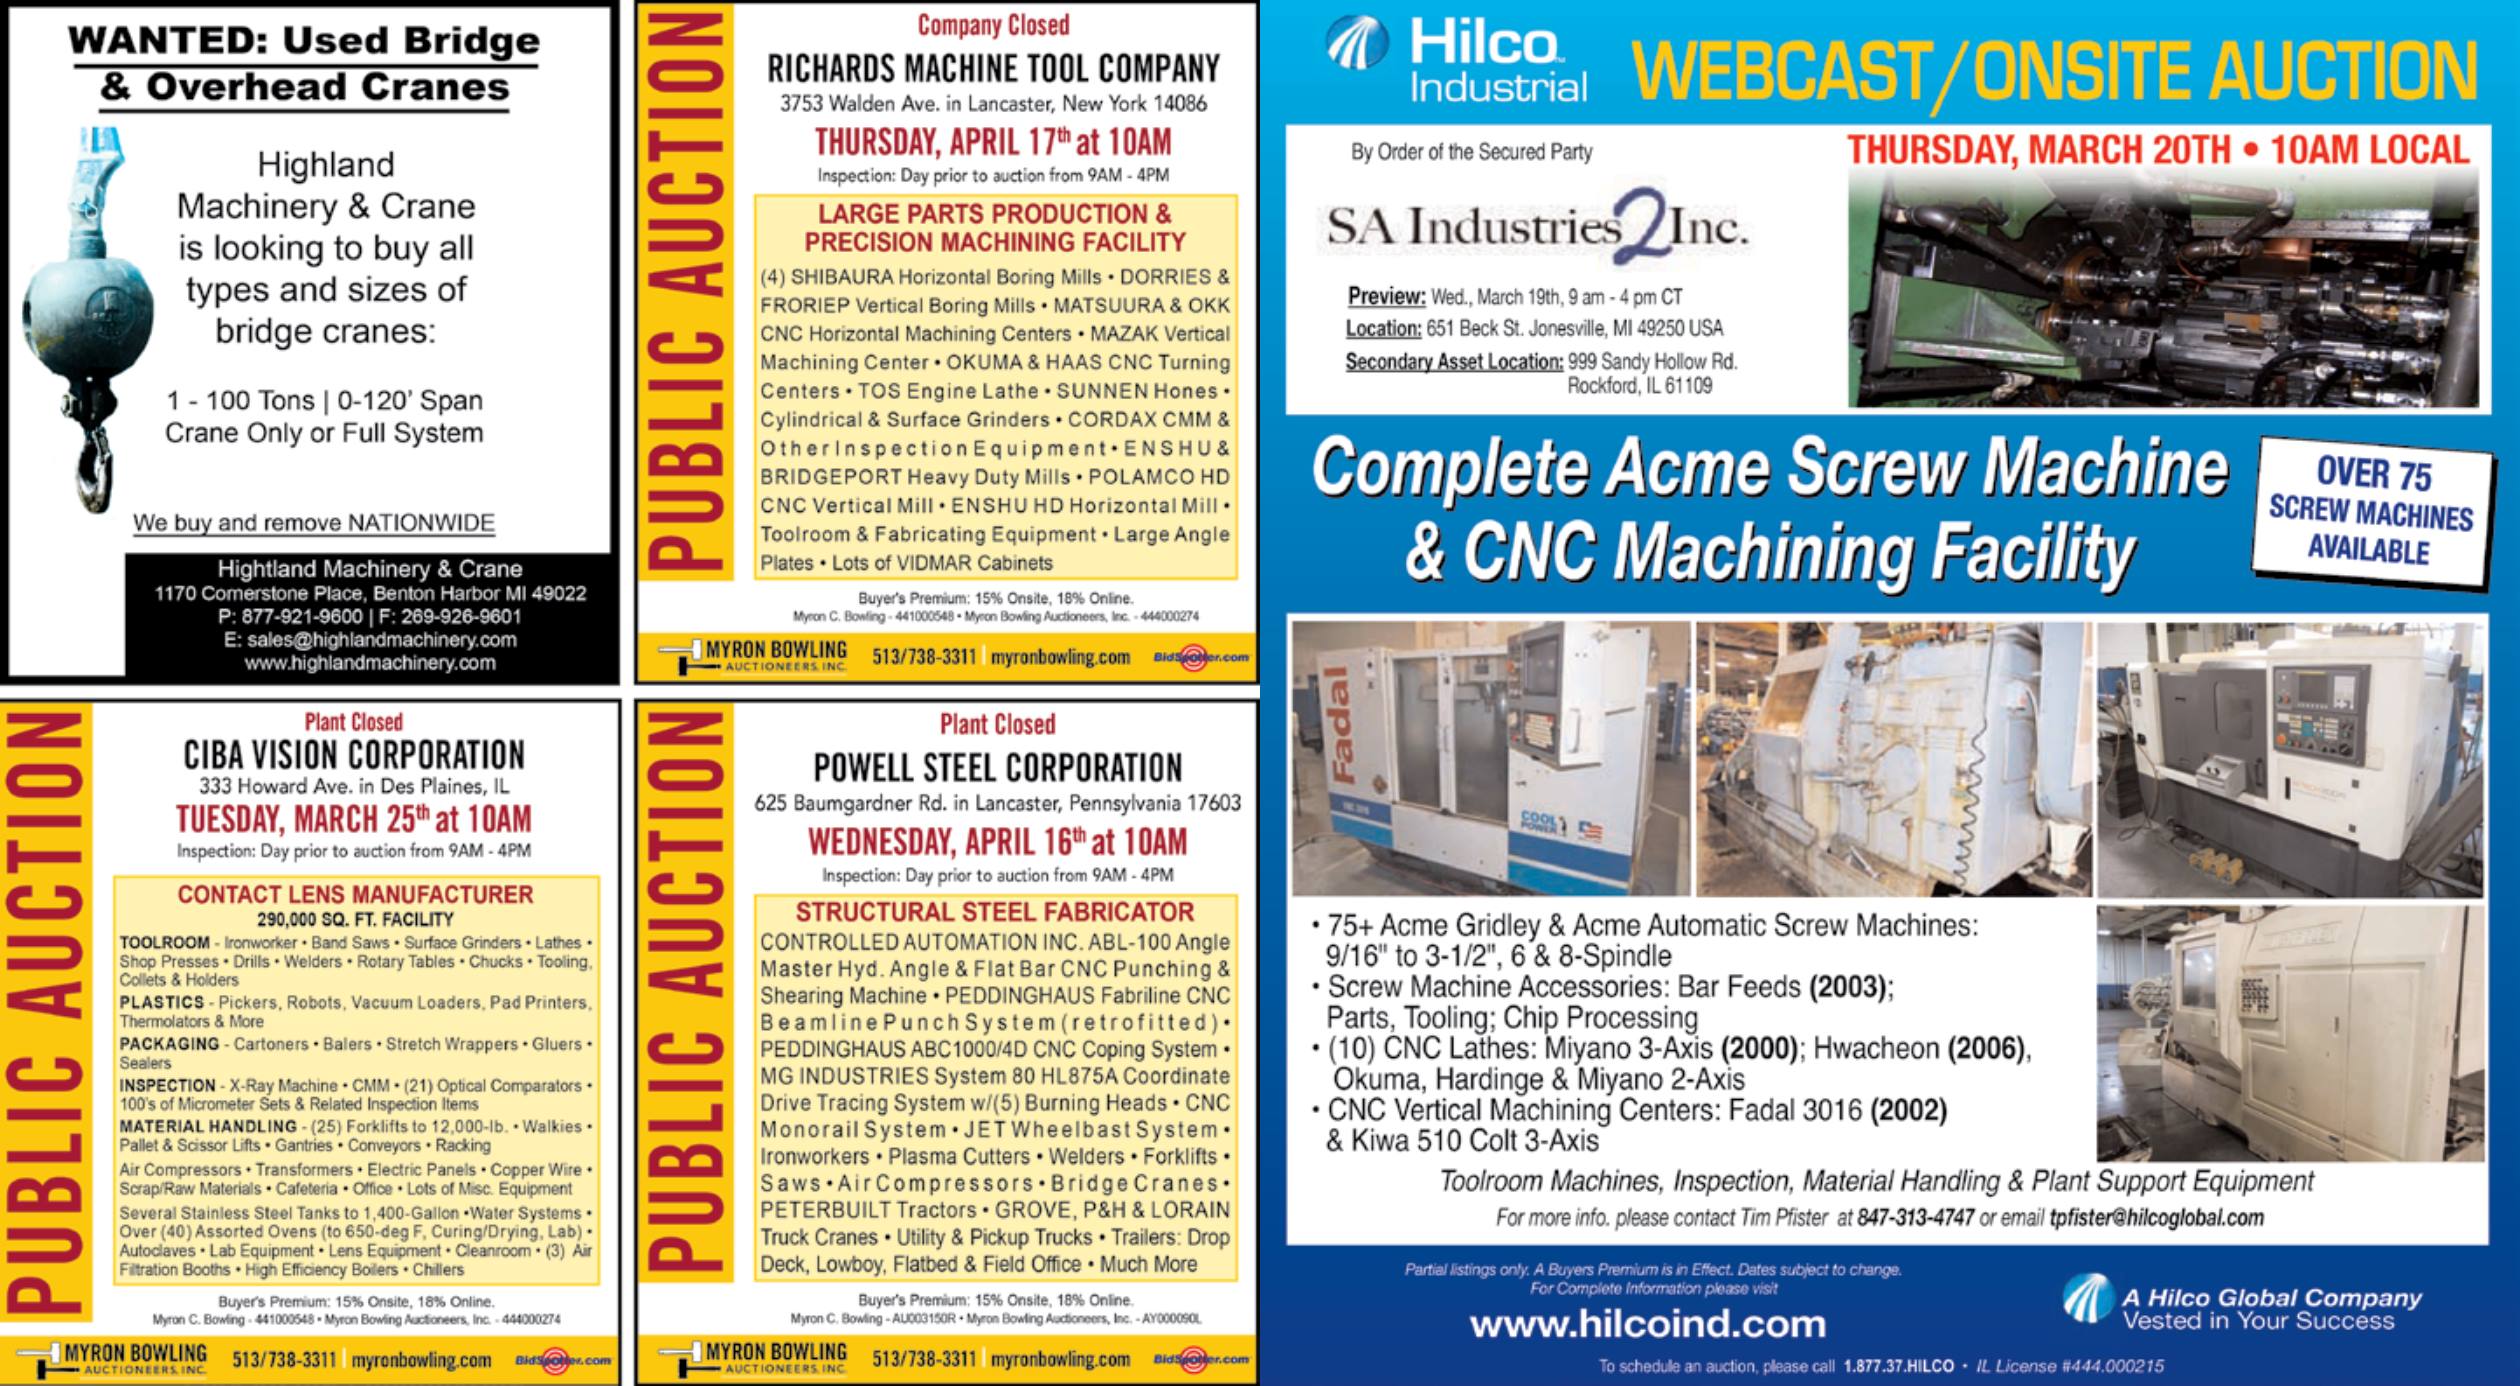 WANTED: Used Bridge
& Overhead Cranes
Highland
Machinery & Crane
is looking to buy all
types and sizes of
bridge cranes:
1 - 100 Tons | 0-120' Span
Crane Only or Full System
We buy and remove NATIONWIDE
Hightland Machinery & Crane
1170 Cornerstone Place, Benton Harbor MI 49022
P: 877-921-9600 | F: 269-926-9601
E: sales@highlandmachinery.com
www.highlandmachinery.com
PUBLIC AUCTION
Company Closed
RICHARDS MACHINE TOOL COMPANY
3753 Walden Ave. in Lancaster, New York 14086
THURSDAY, APRIL 17th at 10AM
Inspection: Day prior to auction from 9AM - 4PM
LARGE PARTS PRODUCTION &
PRECISION MACHINING FACILITY
(4) SHIBAURA Horizontal Boring Mills • DORRIES &
FRORIEP Vertical Boring Mills • MATSUURA & OKK
CNC Horizontal Machining Centers • MAZAK Vertical
Machining Center • OKUMA & HAAS CNC Turning
Centers • TOS Engine Lathe • SUNNEN Hones •
Cylindrical & Surface Grinders • CORDAX CMM &
Other Inspection Equipment • ENSHU &
BRIDGEPORT Heavy Duty Mills • POLAMCO HD
CNC Vertical Mill • ENSHU HD Horizontal Mill •
Toolroom & Fabricating Equipment • Large Angle
Plates • Lots of VIDMAR Cabinets
Buyer's Premium: 15% Onsite, 18% Online.
Myron C. Bowling - 441000548 • Myron Bowling Auctioneers, Inc. - 444000274
MYRON BOWLING
AUCTIONEERS, INC.
513/738-3311 | myronbowling.com
BidSpotter.com
PUBLIC AUCTION
Plant Closed
CIBA VISION CORPORATION
333 Howard Ave. in Des Plaines, IL
TUESDAY, MARCH 25th at 10AM
Inspection: Day prior to auction from 9AM - 4PM
CONTACT LENS MANUFACTURER
290,000 SQ. FT. FACILITY
TOOLROOM - Ironworker • Band Saws • Surface Grinders • Lathes •
Shop Presses • Drills • Welders • Rotary Tables • Chucks • Tooling,
Collets & Holders
PLASTICS - Pickers, Robots, Vacuum Loaders, Pad Printers,
Thermolators & More
PACKAGING - Cartoners • Balers • Stretch Wrappers • Gluers •
Sealers
INSPECTION - X-Ray Machine • CMM • (21) Optical Comparators •
100's of Micrometer Sets & Related Inspection Items
MATERIAL HANDLING - (25) Forklifts to 12,000-lb. • Walkies •
Pallet & Scissor Lifts • Gantries • Conveyors • Racking
Air Compressors • Transformers • Electric Panels • Copper Wire •
Scrap/Raw Materials • Cafeteria • Office • Lots of Misc. Equipment
Several Stainless Steel Tanks to 1,400-Gallon •Water Systems •
Over (40) Assorted Ovens (to 650-deg F, Curing/Drying, Lab) •
Autoclaves • Lab Equipment • Lens Equipment • Cleanroom • (3) Air
Filtration Booths • High Efficiency Boilers • Chillers
Buyer's Premium: 15% Onsite, 18% Online.
Myron C. Bowling - 441000548 • Myron Bowling Auctioneers, Inc. - 444000274
MYRON BOWLING
AUCTIONEERS, INC.
513/738-3311 | myronbowling.com
BidSpotter.com
PUBLIC AUCTION
Plant Closed
POWELL STEEL CORPORATION
625 Baumgardner Rd. in Lancaster, Pennsylvania 17603
WEDNESDAY, APRIL 16th at 10AM
Inspection: Day prior to auction from 9AM - 4PM
STRUCTURAL STEEL FABRICATOR
CONTROLLED AUTOMATION INC. ABL-100 Angle
Master Hyd. Angle & Flat Bar CNC Punching &
Shearing Machine • PEDDINGHAUS Fabriline CNC
Beamline Punch System (retrofitted) •
PEDDINGHAUS ABC1000/4D CNC Coping System •
MG INDUSTRIES System 80 HL875A Coordinate
Drive Tracing System w/(5) Burning Heads • CNC
Monorail System • JET Wheelbast System •
Ironworkers • Plasma Cutters • Welders • Forklifts •
Saws • Air Compressors • Bridge Cranes •
PETERBUILT Tractors • GROVE, P&H & LORAIN
Truck Cranes • Utility & Pickup Trucks • Trailers: Drop
Deck, Lowboy, Flatbed & Field Office • Much More
Buyer's Premium: 15% Onsite, 18% Online.
Myron C. Bowling - AU003150R • Myron Bowling Auctioneers, Inc. - AY000090L
MYRON BOWLING
AUCTIONEERS, INC.
513/738-3311 | myronbowling.com
BidSpotter.com
Hilco
Industrial
WEBCAST/ONSITE AUCTION
By Order of the Secured Party
THURSDAY, MARCH 20TH • 10AM LOCAL
SA Industries 2 Inc.
Preview: Wed., March 19th, 9 am - 4 pm CT
Location: 651 Beck St. Jonesville, MI 49250 USA
Secondary Asset Location: 999 Sandy Hollow Rd.
Rockford, IL 61109
Complete Acme Screw Machine
& CNC Machining Facility
OVER 75
SCREW MACHINES
AVAILABLE
Fadal
COOL
POWER
• 75+ Acme Gridley & Acme Automatic Screw Machines:
9/16" to 3-1/2", 6 & 8-Spindle
• Screw Machine Accessories: Bar Feeds (2003);
Parts, Tooling; Chip Processing
• (10) CNC Lathes: Miyano 3-Axis (2000); Hwacheon (2006),
Okuma, Hardinge & Miyano 2-Axis
• CNC Vertical Machining Centers: Fadal 3016 (2002)
& Kiwa 510 Colt 3-Axis
Toolroom Machines, Inspection, Material Handling & Plant Support Equipment
For more info. please contact Tim Pfister at 847-313-4747 or email tpfister@hilcoglobal.com
Partial listings only. A Buyers Premium is in Effect. Dates subject to change.
For Complete Information please visit
www.hilcoind.com
A Hilco Global Company
Vested in Your Success
To schedule an auction, please call 1.877.37.HILCO • IL License #444.000215